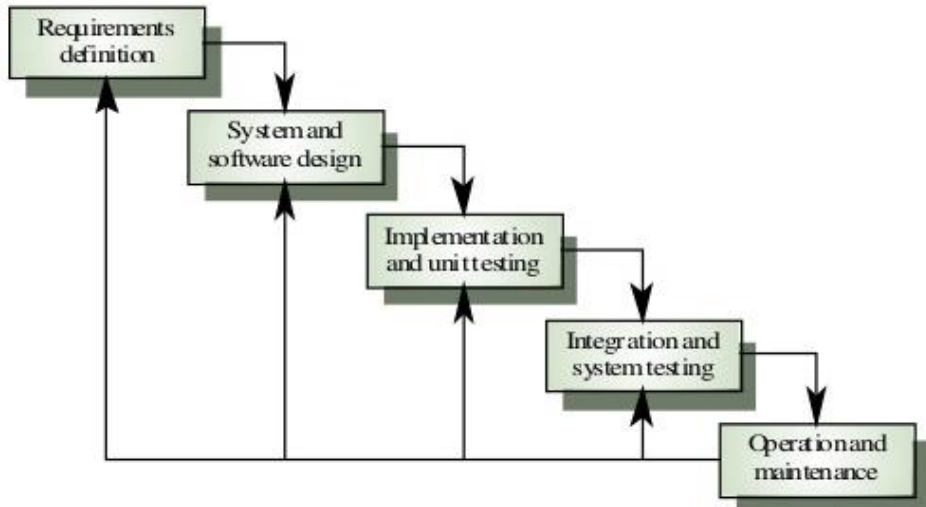 Requirements
definition
System and
software design
Implementation
and unit testing
Integration and
system testing
Operation and
maintenance